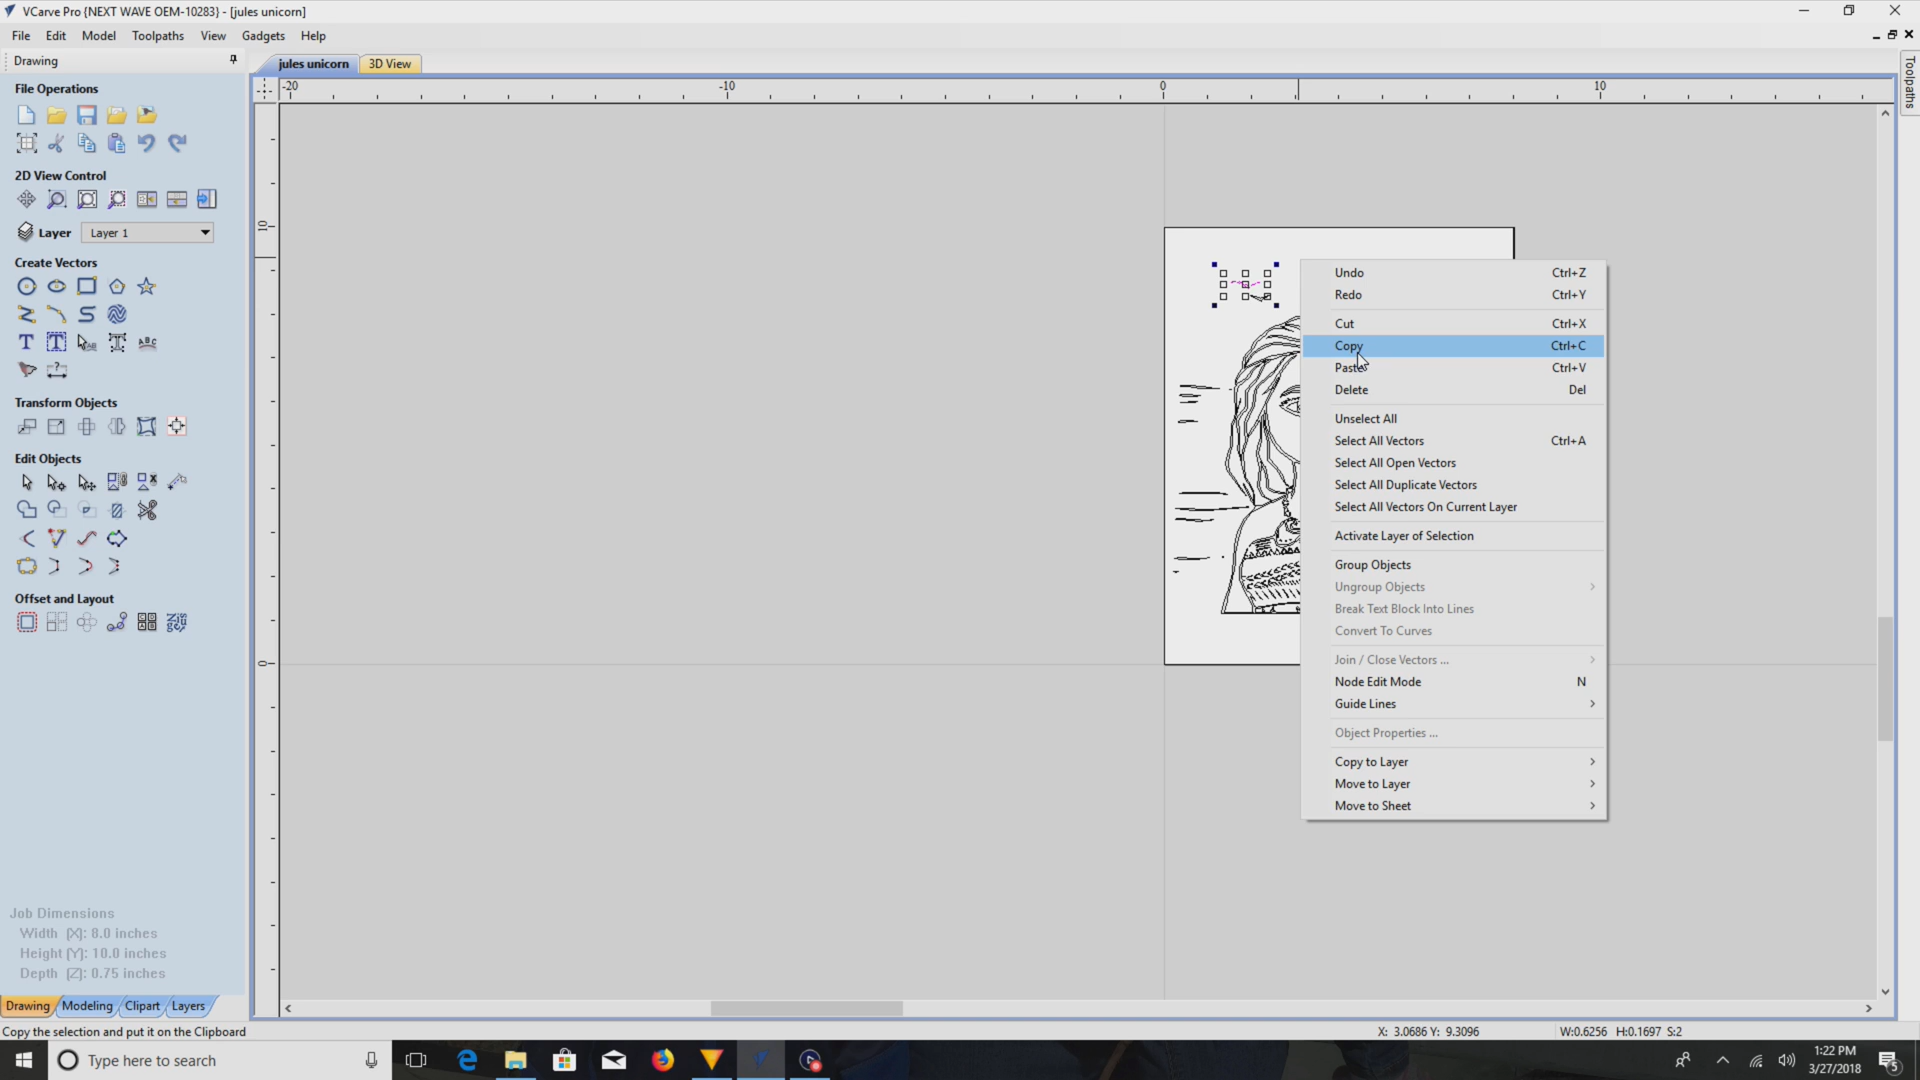 VCarve Pro {NEXT WAVE OEM-10283} - [jules unicorn]
File Edit Model Toolpaths View Gadgets Help
Drawing
jules unicorn
3D View
Toolpaths
File Operations
2D View Control
Layer Layer 1
Create Vectors
Transform Objects
Edit Objects
Offset and Layout
-20 -10 0 10
10
0
Undo Ctrl+Z
Redo Ctrl+Y
Cut Ctrl+X
Copy Ctrl+C
Paste Ctrl+V
Delete Del
Unselect All
Select All Vectors Ctrl+A
Select All Open Vectors
Select All Duplicate Vectors
Select All Vectors On Current Layer
Activate Layer of Selection
Group Objects
Ungroup Objects
Break Text Block Into Lines
Convert To Curves
Join / Close Vectors ...
Node Edit Mode N
Guide Lines
Object Properties ...
Copy to Layer
Move to Layer
Move to Sheet
Job Dimensions
Width (X): 8.0 inches
Height (Y): 10.0 inches
Depth (Z): 0.75 inches
Drawing Modeling Clipart Layers
Copy the selection and put it on the Clipboard
X: 3.0686 Y: 9.3096
W:0.6256 H:0.1697 S:2
Type here to search
1:22 PM
3/27/2018
5